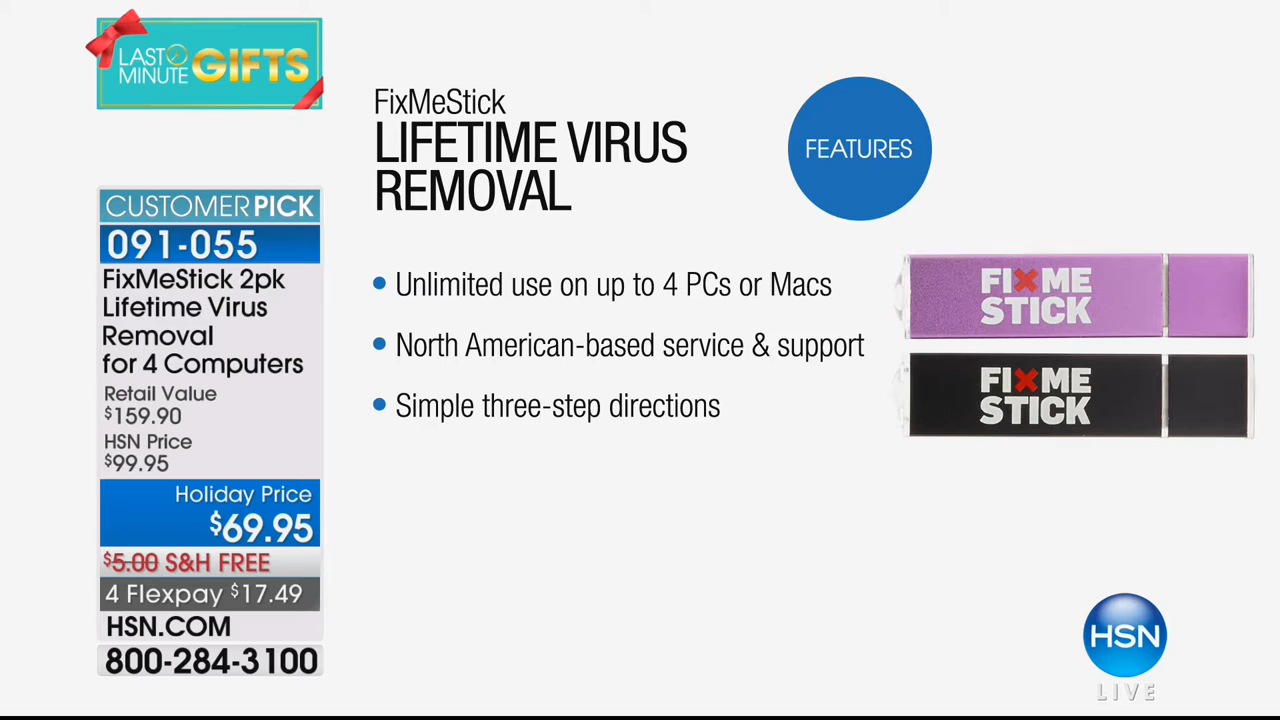 LAST
MINUTE GIFTS
CUSTOMER PICK
091-055
FixMeStick 2pk
Lifetime Virus
Removal
for 4 Computers
Retail Value
$159.90
HSN Price
$99.95
Holiday Price
$69.95
$5.00 S&H FREE
4 Flexpay $17.49
HSN.COM
800-284-3100
FixMeStick
LIFETIME VIRUS
REMOVAL
FEATURES
• Unlimited use on up to 4 PCs or Macs
• North American-based service & support
• Simple three-step directions
FIXME
STICK
FIXME
STICK
HSN
LIVE